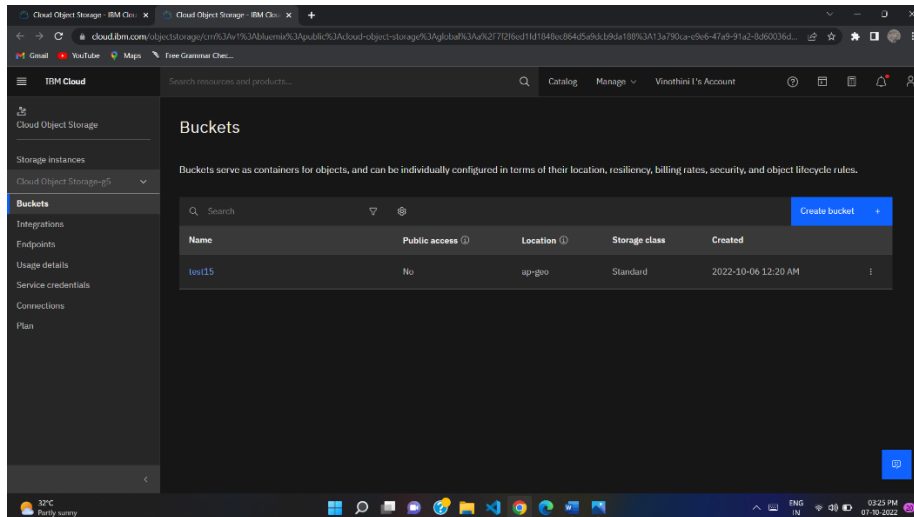 Cloud Object Storage - IBM Clou
Cloud Object Storage - IBM Clou
Gmail YouTube Maps Free Grammar Chec...
IBM Cloud
Search resources and products...
Catalog Manage Vinothini L's Account
Cloud Object Storage
Storage instances
Cloud Object Storage-g5
Buckets
Integrations
Endpoints
Usage details
Service credentials
Connections
Plan
Buckets
Buckets serve as containers for objects, and can be individually configured in terms of their location, resiliency, billing rates, security, and object lifecycle rules.
Search
Create bucket +
Name Public access Location Storage class Created
test15 No ap-geo Standard 2022-10-06 12:20 AM
32°C
Partly sunny
ENG
IN
03:25 PM
07-10-2022